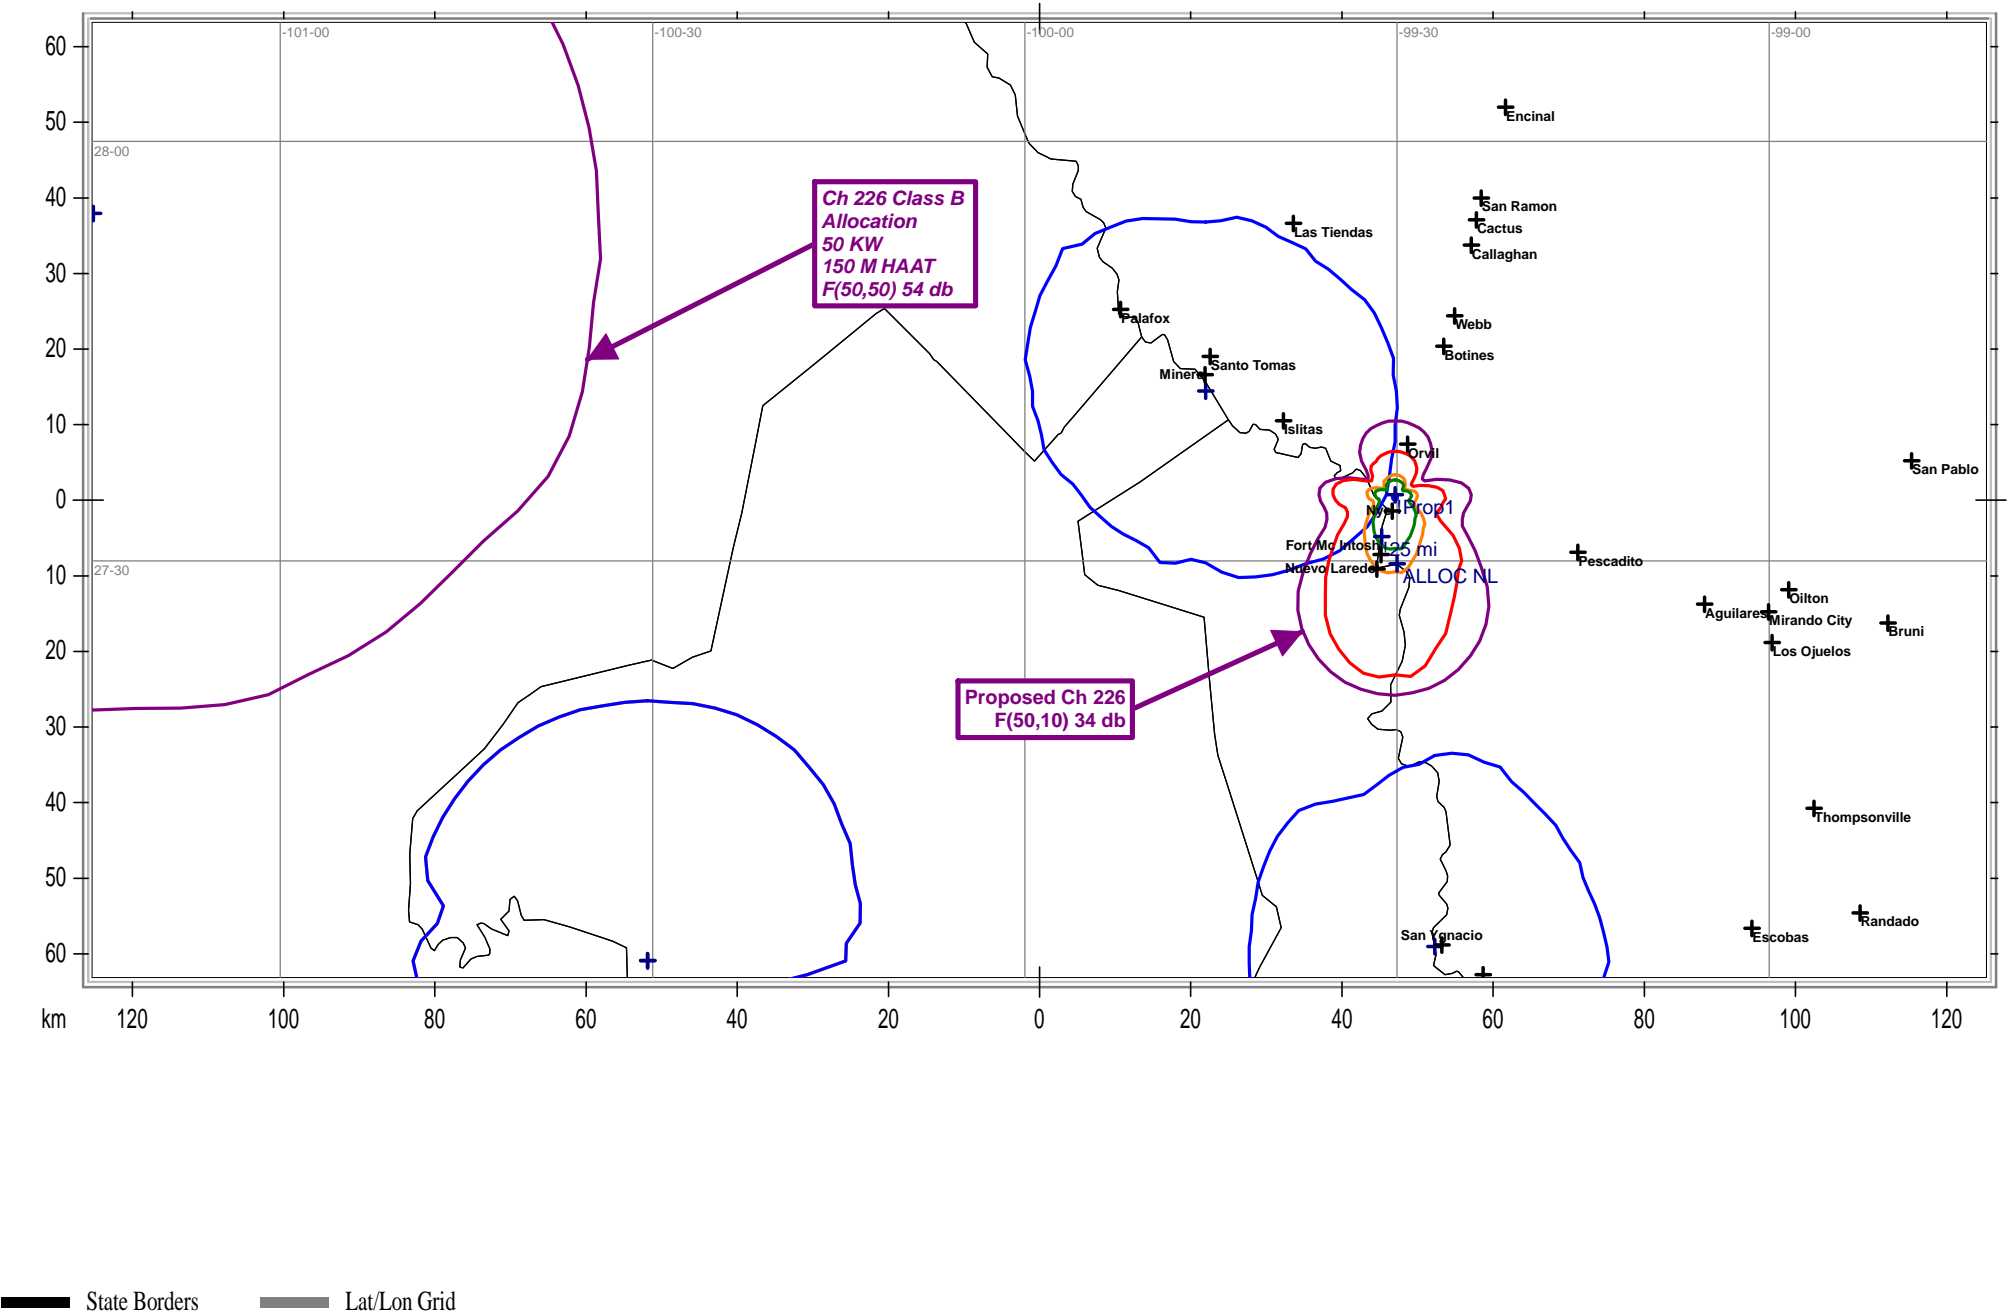 60
50
40
30
20
10
0
10
20
30
40
50
60
-101-00
-100-30
-100-00
-99-30
-99-00
28-00
27-30
Encinal
San Ramon
Cactus
Callaghan
Las Tiendas
Ch 226 Class B
Allocation
50 KW
150 M HAAT
F(50,50) 54 db
Palafox
Webb
Botines
Santo Tomas
Minera
Islitas
Orvil
San Pablo
Prop1
Nye
Fort Mc Intosh
25 mi
Nuevo Laredo
ALLOC NL
Pescadito
Oilton
Aguilares
Mirando City
Bruni
Los Ojuelos
Proposed Ch 226
F(50,10) 34 db
Thompsonville
Randado
Escobas
San Ygnacio
km
120
100
80
60
40
20
0
20
40
60
80
100
120
State Borders
Lat/Lon Grid